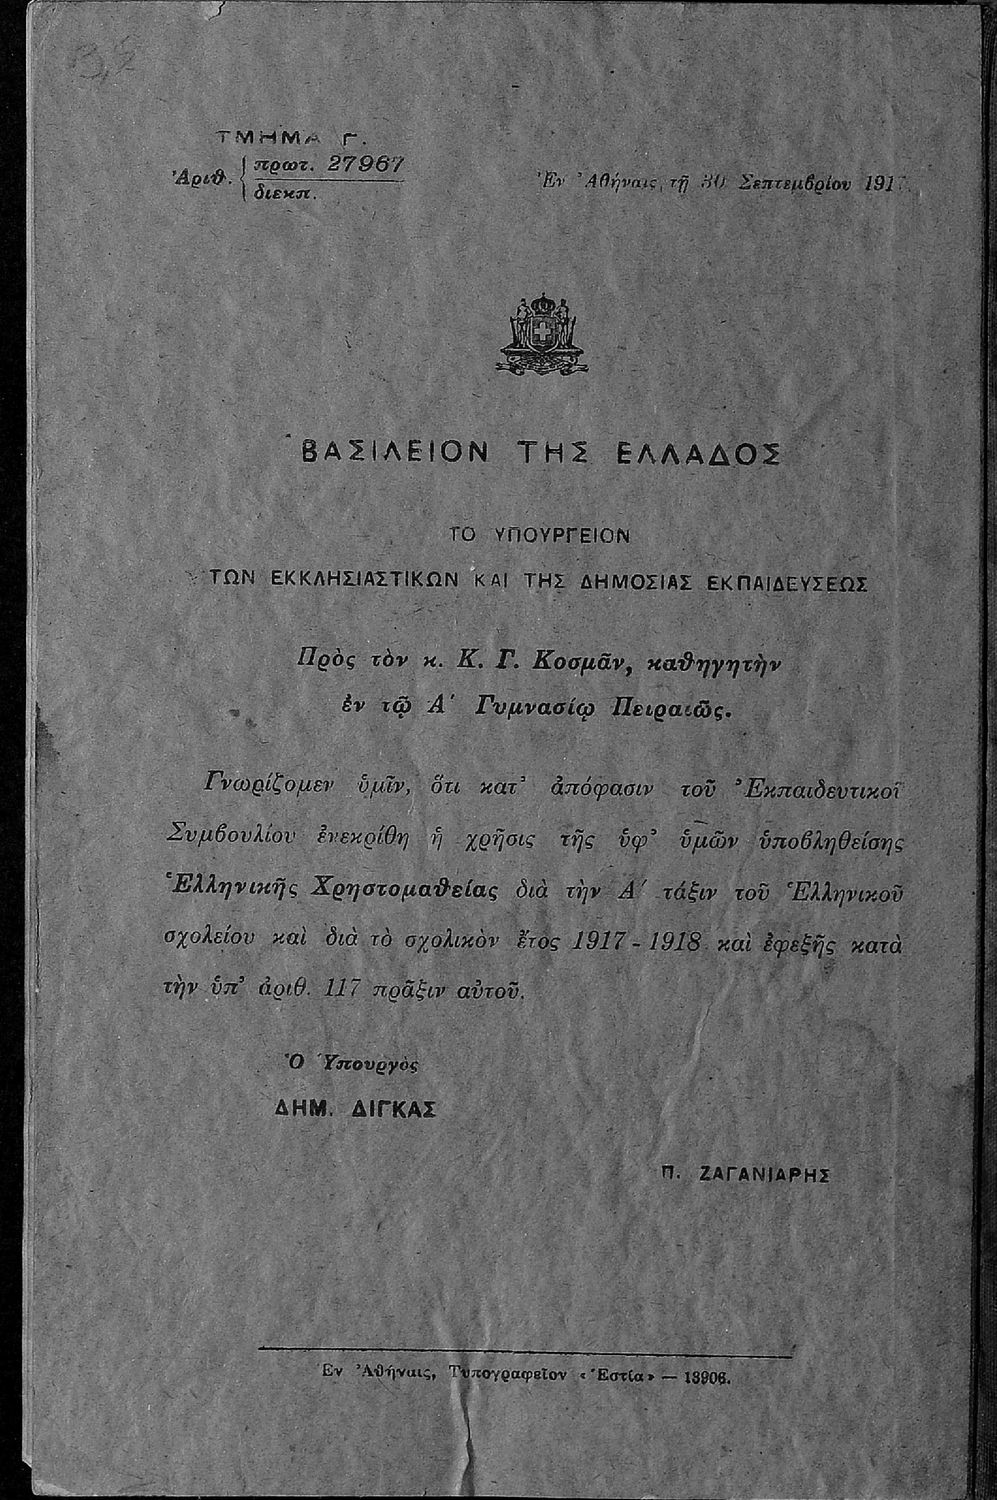 ΤΜΗΜΑ Γ.
Ἀριθ. { πρωτ. 27967
διεκπ.
Ἐν Ἀθήναις, τῇ 30 Σεπτεμβρίου 1917.
ΒΑΣΙΛΕΙΟΝ ΤΗΣ ΕΛΛΑΔΟΣ
ΤΟ ΥΠΟΥΡΓΕΙΟΝ
ΤΩΝ ΕΚΚΛΗΣΙΑΣΤΙΚΩΝ ΚΑΙ ΤΗΣ ΔΗΜΟΣΙΑΣ ΕΚΠΑΙΔΕΥΣΕΩΣ
Πρὸς τὸν κ. Κ. Γ. Κοσμᾶν, καθηγητὴν
ἐν τῷ Α΄ Γυμνασίῳ Πειραιῶς.
Γνωρίζομεν ὑμῖν, ὅτι κατ’ ἀπόφασιν τοῦ Ἐκπαιδευτικοῦ
Συμβουλίου ἐνεκρίθη ἡ χρῆσις τῆς ὑφ’ ὑμῶν ὑποβληθείσης
Ἑλληνικῆς Χρηστομαθείας διὰ τὴν Α΄ τάξιν τοῦ Ἑλληνικοῦ
σχολείου καὶ διὰ τὸ σχολικὸν ἔτος 1917-1918 καὶ ἐφεξῆς κατὰ
τὴν ὑπ’ ἀριθ. 117 πρᾶξιν αὐτοῦ.
Ὁ Ὑπουργὸς
ΔΗΜ. ΔΙΓΚΑΣ
Π. ΖΑΓΑΝΙΑΡΗΣ
Ἐν Ἀθήναις, Τυπογραφεῖον «Ἑστία» — 13906.